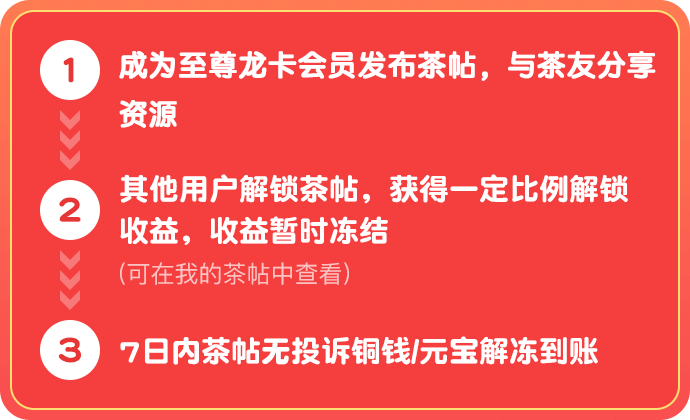 1
成为至尊龙卡会员发布茶帖，与茶友分享
资源
2
其他用户解锁茶帖，获得一定比例解锁
收益，收益暂时冻结
(可在我的茶帖中查看)
3
7日内茶帖无投诉铜钱/元宝解冻到账